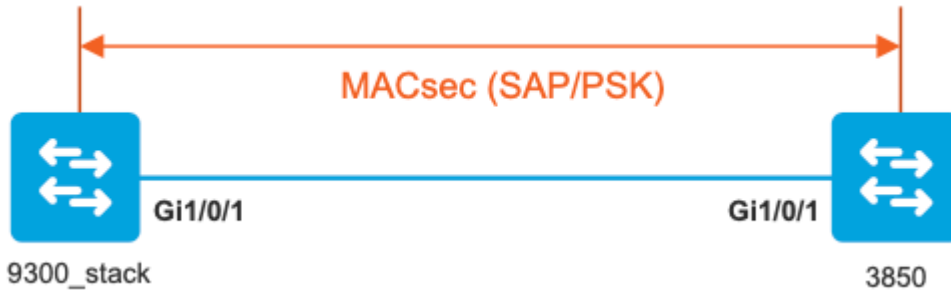 MACsec (SAP/PSK)
Gi1/0/1
Gi1/0/1
9300_stack
3850